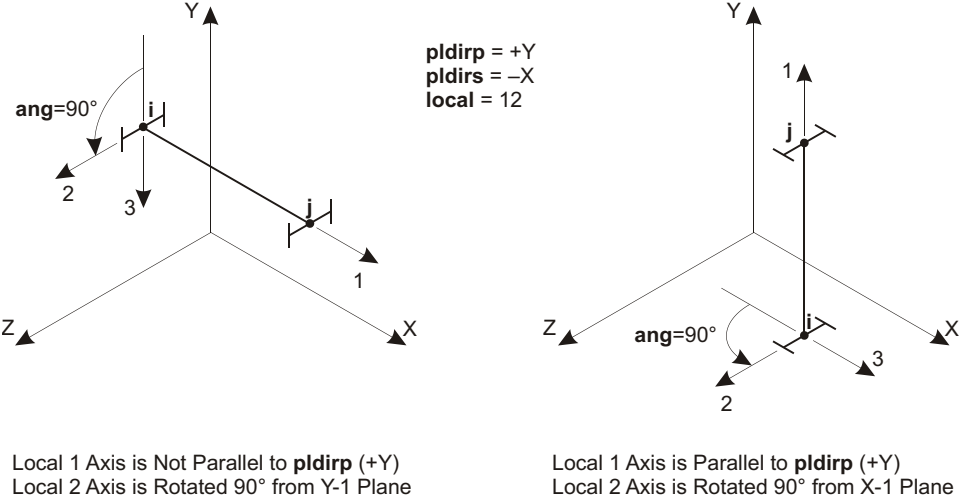 Y
ang=90°
i
2
3
j
1
Z
X
pldirp = +Y
pldirs = –X
local = 12
Y
1
j
Z
X
ang=90°
i
3
2
Local 1 Axis is Not Parallel to pldirp (+Y)
Local 2 Axis is Rotated 90° from Y-1 Plane
Local 1 Axis is Parallel to pldirp (+Y)
Local 2 Axis is Rotated 90° from X-1 Plane